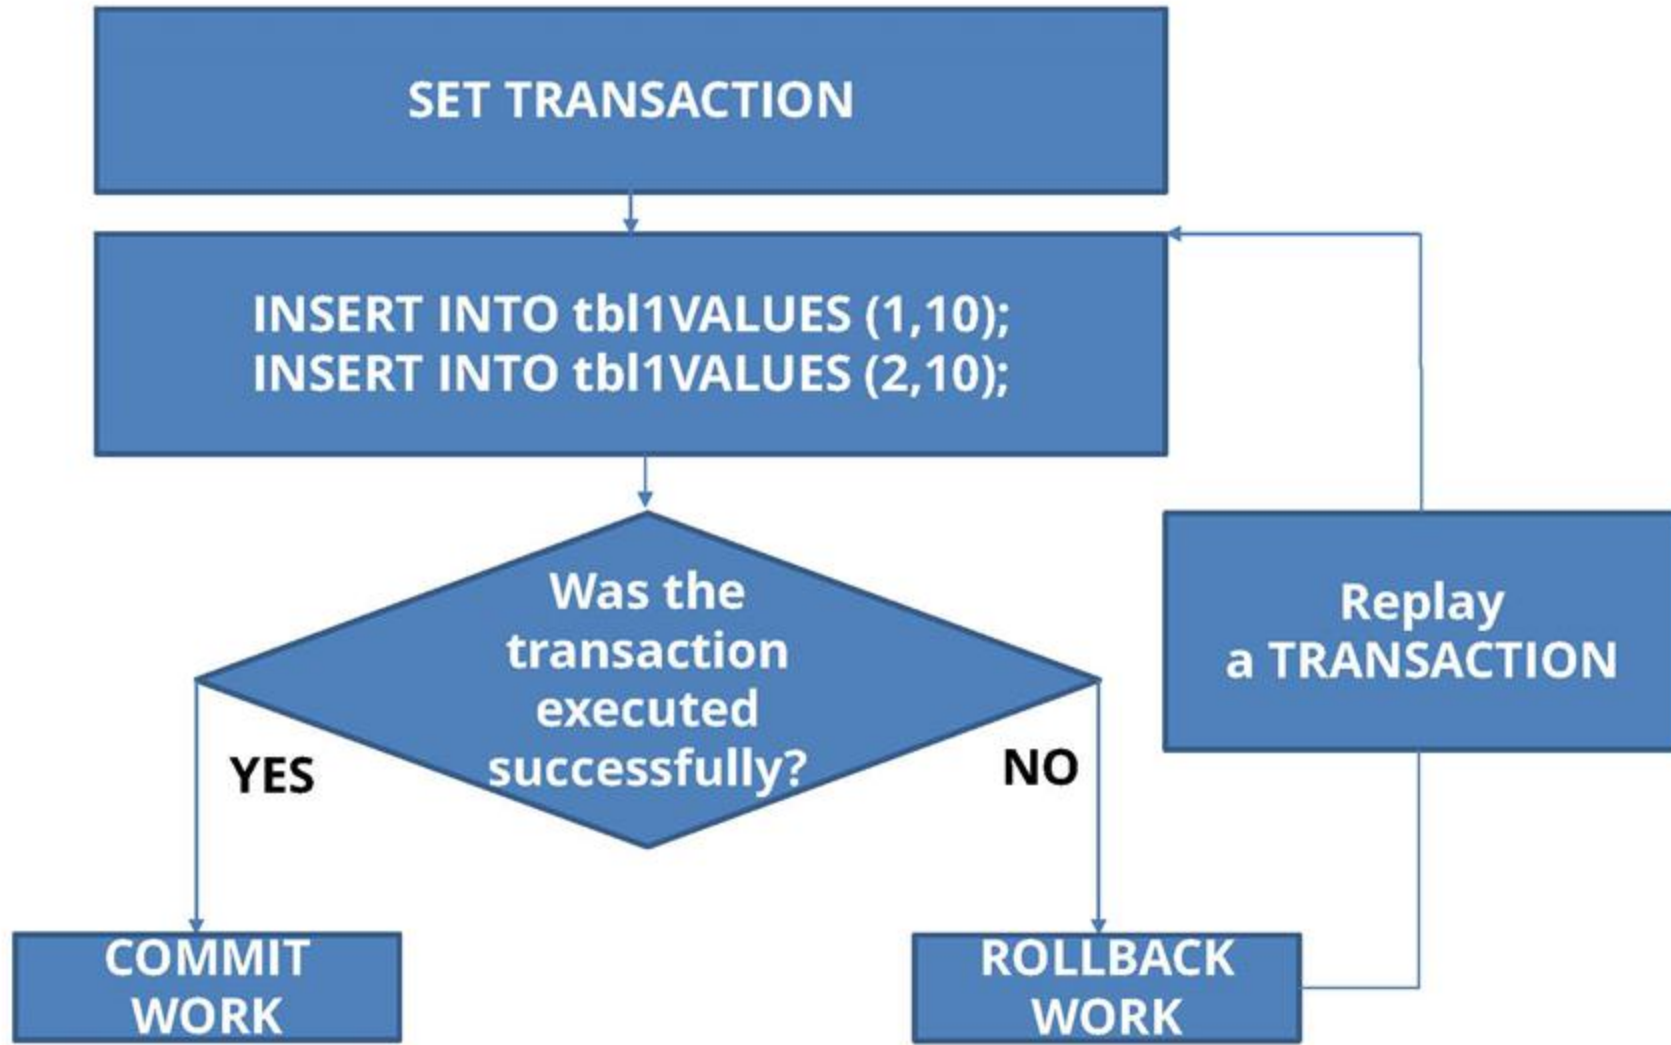 SET TRANSACTION
INSERT INTO tbl1VALUES (1,10);
INSERT INTO tbl1VALUES (2,10);
Was the
transaction
executed
successfully?
Replay
a TRANSACTION
YES
NO
COMMIT
WORK
ROLLBACK
WORK